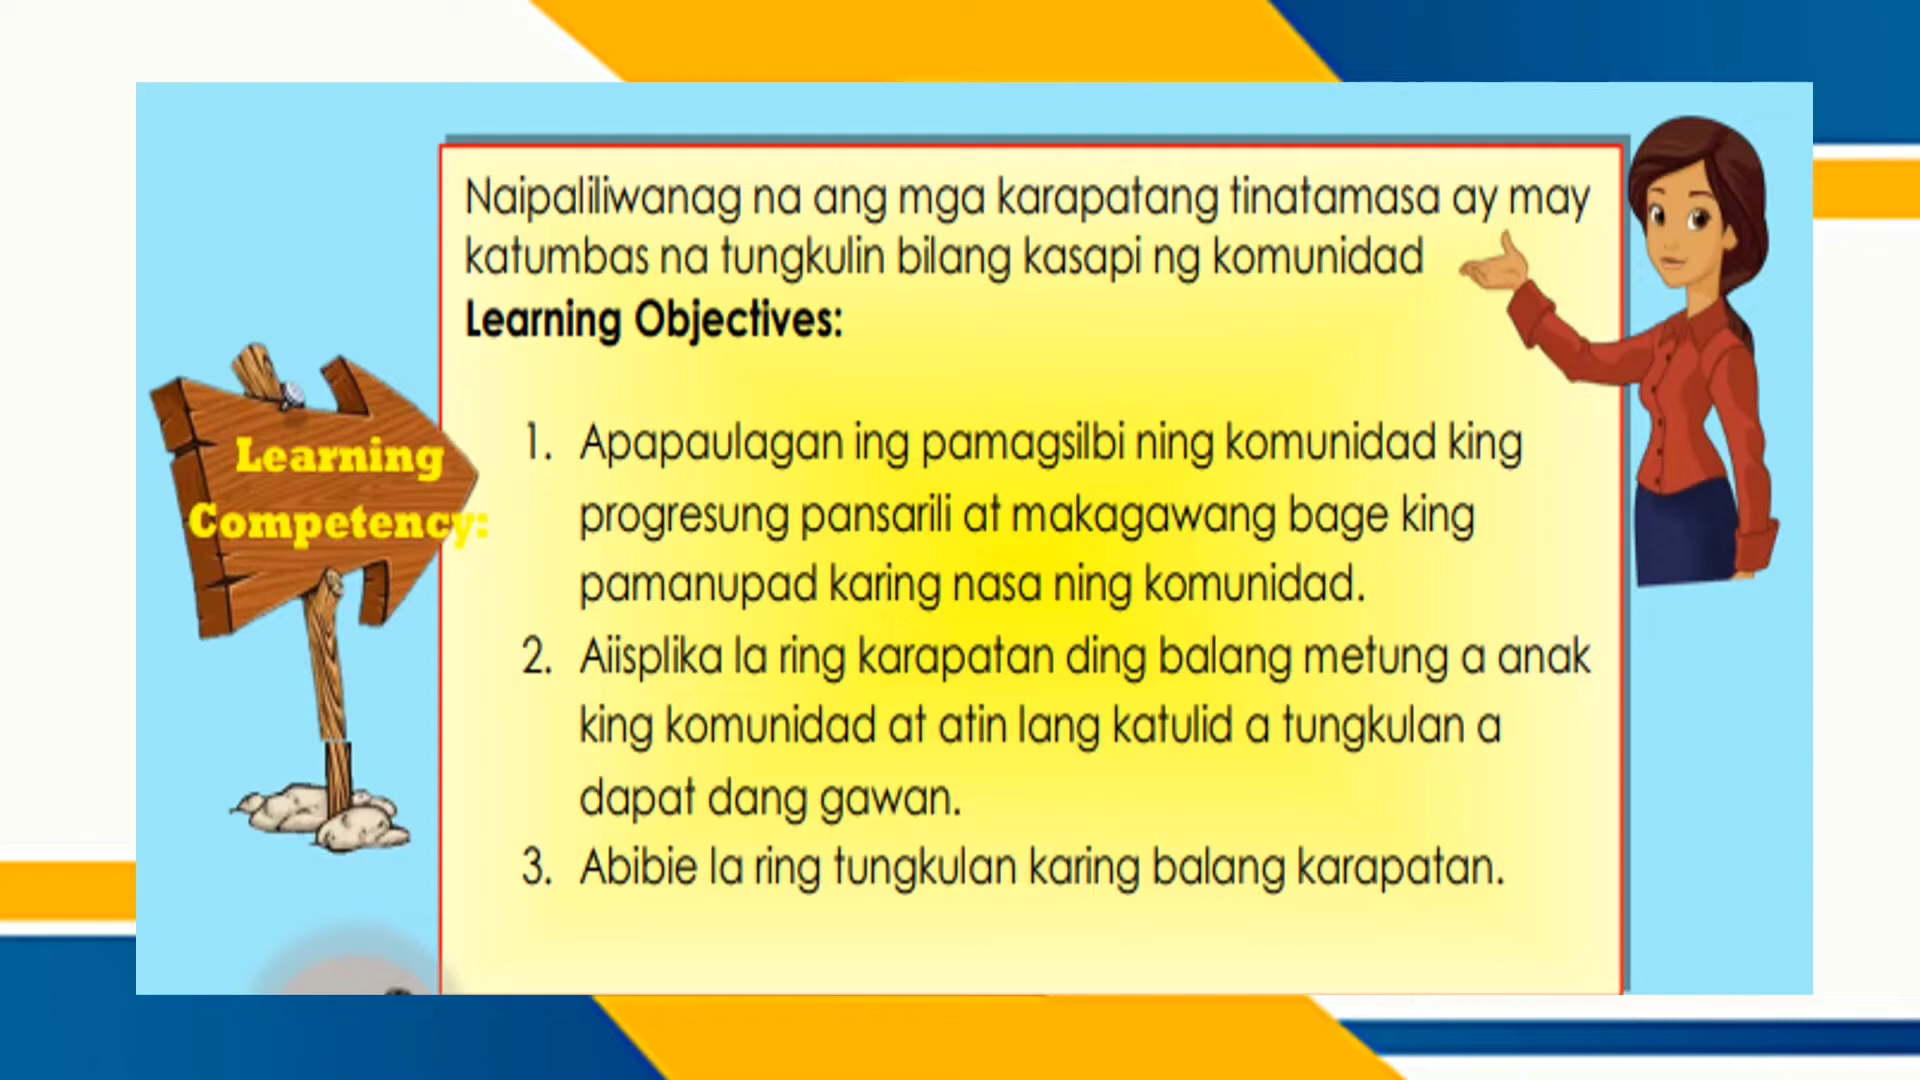 Naipaliliwanag na ang mga karapatang tinatamasa ay may
katumbas na tungkulin bilang kasapi ng komunidad
Learning Objectives:
Learning
Competency:
1. Apapaulagan ing pamagsilbi ning komunidad king
progresung pansarili at makagawang bage king
pamanupad karing nasa ning komunidad.
2. Aiisplika la ring karapatan ding balang metung a anak
king komunidad at atin lang katulid a tungkulan a
dapat dang gawan.
3. Abibie la ring tungkulan karing balang karapatan.